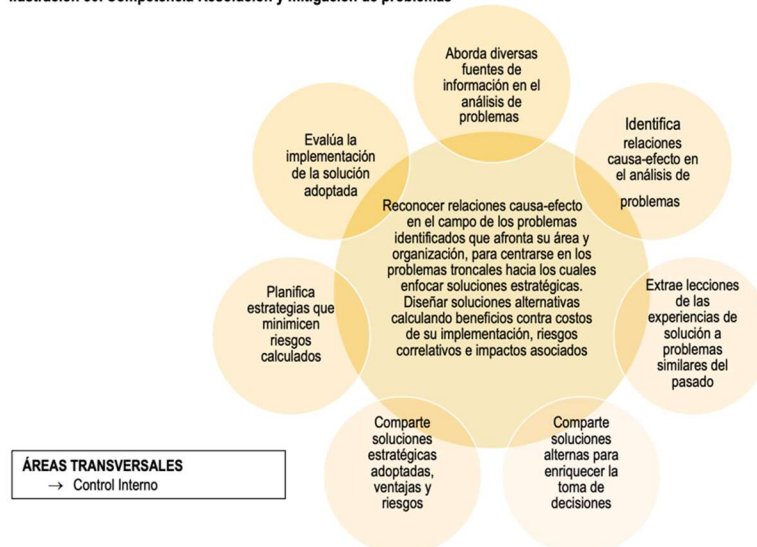 Aborda diversas
fuentes de
información en el
análisis de
problemas
Identifica
relaciones
causa-efecto en
el análisis de
problemas
Extrae lecciones
de las
experiencias de
solución a
problemas
similares del
pasado
Comparte
soluciones
alternas para
enriquecer la
toma de
decisiones
Comparte
soluciones
estratégicas
adoptadas,
ventajas y
riesgos
Planifica
estrategias que
minimicen
riesgos
calculados
Evalúa la
implementación
de la solución
adoptada
Reconocer relaciones causa-efecto
en el campo de los problemas
identificados que afronta su área y
organización, para centrarse en los
problemas troncales hacia los cuales
enfocar soluciones estratégicas.
Diseñar soluciones alternativas
calculando beneficios contra costos
de su implementación, riesgos
correlativos e impactos asociados
ÁREAS TRANSVERSALES
→ Control Interno